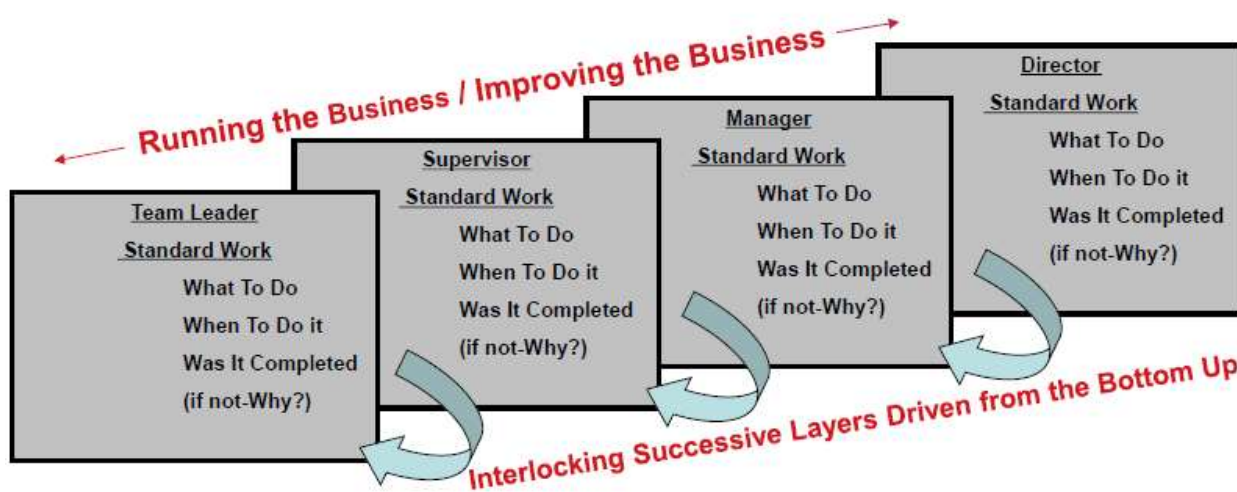 Running the Business / Improving the Business
Team Leader
Standard Work
What To Do
When To Do it
Was It Completed
(if not-Why?)
Supervisor
Standard Work
What To Do
When To Do it
Was It Completed
(if not-Why?)
Manager
Standard Work
What To Do
When To Do it
Was It Completed
(if not-Why?)
Director
Standard Work
What To Do
When To Do it
Was It Completed
(if not-Why?)
Interlocking Successive Layers Driven from the Bottom Up